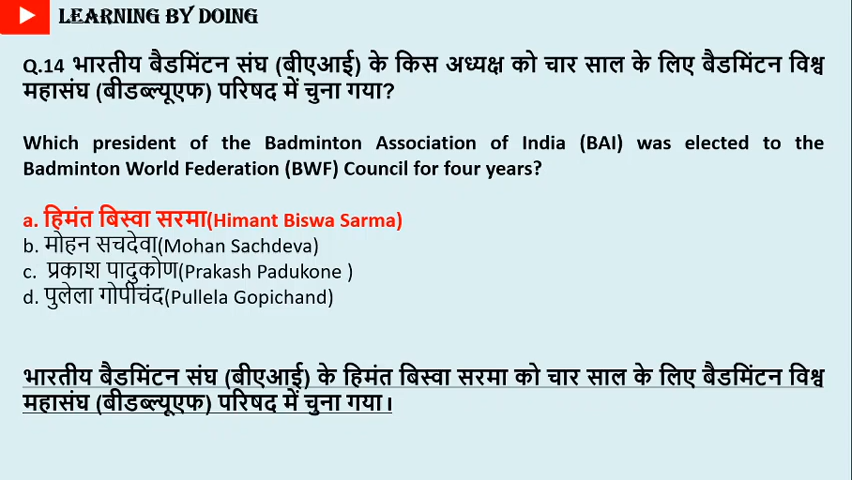 LEARNING BY DOING
Q.14 भारतीय बैडमिंटन संघ (बीएआई) के किस अध्यक्ष को चार साल के लिए बैडमिंटन विश्व
महासंघ (बीडब्ल्यूएफ) परिषद में चुना गया?
Which president of the Badminton Association of India (BAI) was elected to the
Badminton World Federation (BWF) Council for four years?
a. हिमंत बिस्वा सरमा(Himant Biswa Sarma)
b. मोहन सचदेवा(Mohan Sachdeva)
c. प्रकाश पादुकोण(Prakash Padukone )
d. पुलेला गोपीचंद(Pullela Gopichand)
भारतीय बैडमिंटन संघ (बीएआई) के हिमंत बिस्वा सरमा को चार साल के लिए बैडमिंटन विश्व
महासंघ (बीडब्ल्यूएफ) परिषद में चुना गया।